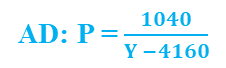 AD: P = 1040 / Y – 4160